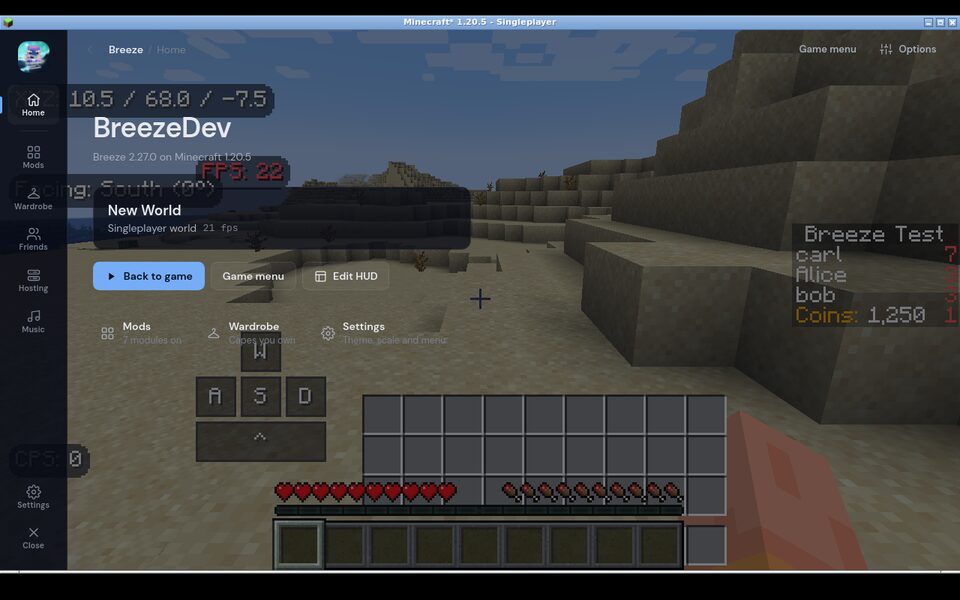 Minecraft* 1.20.5 - Singleplayer
Breeze / Home
Game menu
Options
10.5 / 68.0 / -7.5
Home
BreezeDev
Breeze 2.27.0 on Minecraft 1.20.5
FPS: 22
Mods
Facing: South (0°)
Wardrobe
New World
Singleplayer world 21 fps
Friends
Breeze Test
carl 7
Alice
bob 3
Coins: 1,250 1
Back to game
Game menu
Edit HUD
Hosting
Music
Mods
7 modules on
Wardrobe
Capes you own
Settings
Theme, scale and menu
W
A S D
^
CPS: 0
Settings
Close